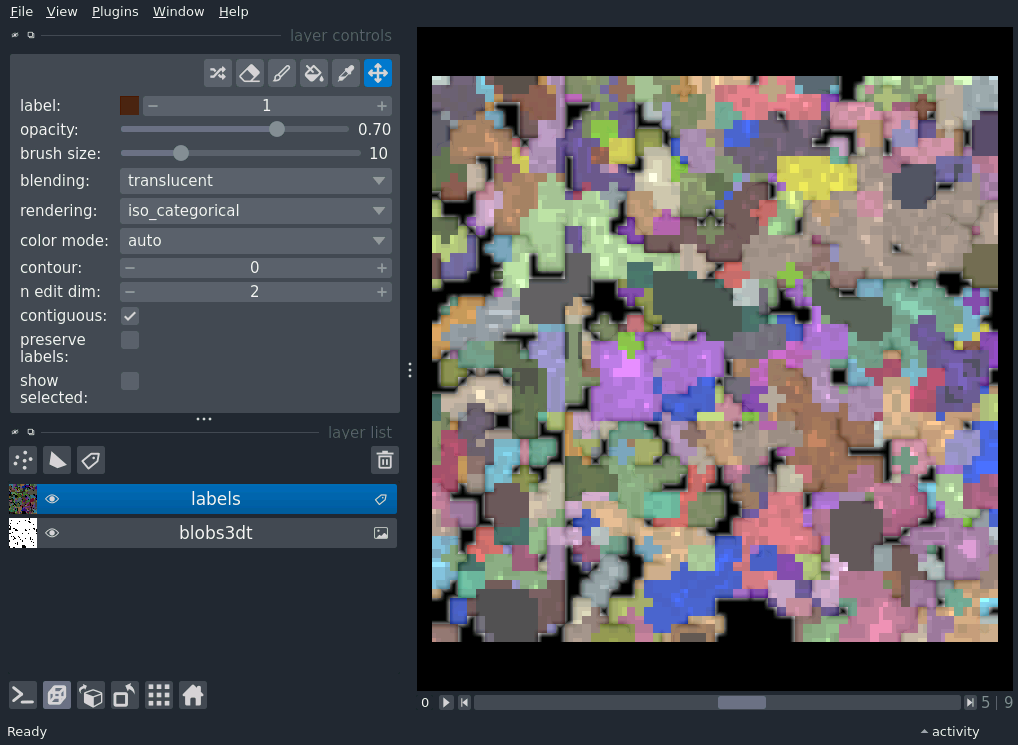 File View Plugins Window Help
layer controls
label: 1
opacity: 0.70
brush size: 10
blending: translucent
rendering: iso_categorical
color mode: auto
contour: 0
n edit dim: 2
contiguous:
preserve
labels:
show
selected:
layer list
labels
blobs3dt
0 5 | 9
Ready activity